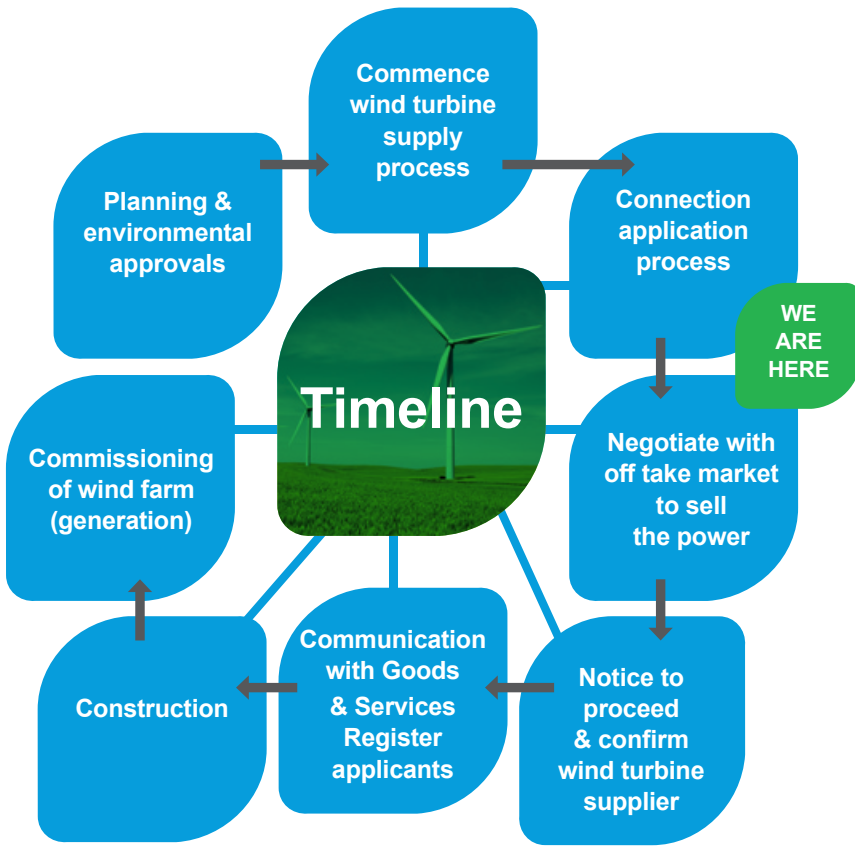 Planning &
environmental
approvals
Commence
wind turbine
supply
process
Connection
application
process
WE
ARE
HERE
Negotiate with
off take market
to sell
the power
Notice to
proceed
& confirm
wind turbine
supplier
Communication
with Goods
& Services
Register
applicants
Construction
Commissioning
of wind farm
(generation)
Timeline